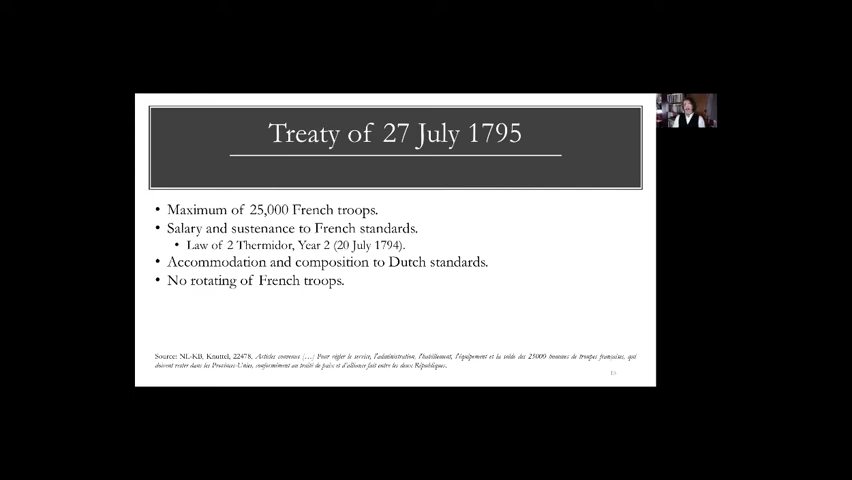 Treaty of 27 July 1795
• Maximum of 25,000 French troops.
• Salary and sustenance to French standards.
• Law of 2 Thermidor, Year 2 (20 July 1794).
• Accommodation and composition to Dutch standards.
• No rotating of French troops.
Source: NL-KB, Knuttel, 22478, Articles convenus […] Pour régler le service, l'administration, l'habillement, l'équipement et la solde des 25000 hommes de troupes françaises, qui
doivent rester dans les Provinces-Unies, conformément au traité de paix et d'alliance fait entre les deux Républiques.